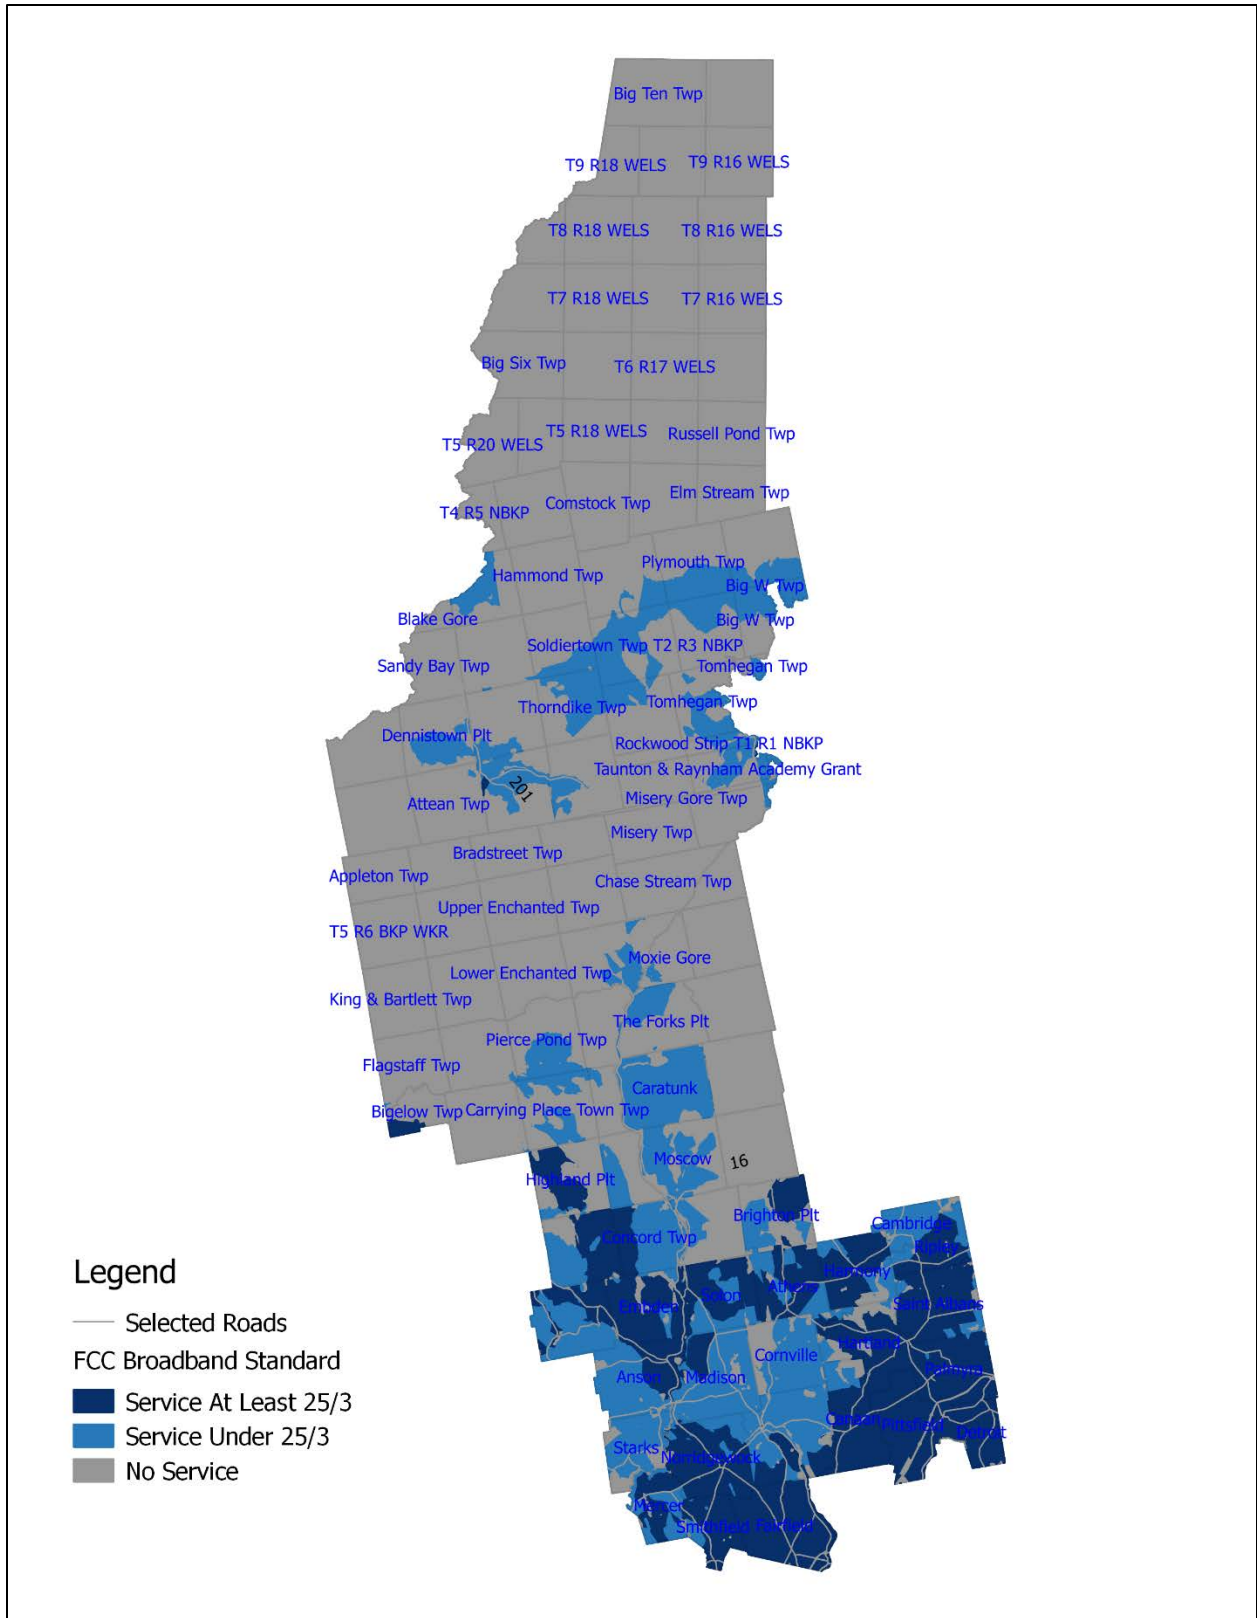 Big Ten Twp
T9 R18 WELS
T9 R16 WELS
T8 R18 WELS
T8 R16 WELS
T7 R18 WELS
T7 R16 WELS
Big Six Twp
T6 R17 WELS
T5 R20 WELS
T5 R18 WELS
Russell Pond Twp
T4 R5 NBKP
Comstock Twp
Elm Stream Twp
Hammond Twp
Plymouth Twp
Big W Twp
Blake Gore
Big W Twp
Soldiertown Twp T2 R3 NBKP
Sandy Bay Twp
Tomhegan Twp
Thorndike Twp
Tomhegan Twp
Dennistown Plt
Rockwood Strip T1 R1 NBKP
Taunton & Raynham Academy Grant
201
Attean Twp
Misery Gore Twp
Misery Twp
Bradstreet Twp
Appleton Twp
Chase Stream Twp
Upper Enchanted Twp
T5 R6 BKP WKR
Moxie Gore
Lower Enchanted Twp
King & Bartlett Twp
The Forks Plt
Pierce Pond Twp
Flagstaff Twp
Caratunk
Bigelow Twp
Carrying Place Town Twp
Moscow
16
Highland Plt
Brighton Plt
Cambridge
Concord Twp
Ripley
Harmony
Athens
Solon
Embden
Saint Albans
Hartland
Cornville
Palmyra
Anson
Madison
Canaan
Pittsfield
Detroit
Starks
Norridgewock
Mercer
Smithfield
Fairfield
Legend
Selected Roads
FCC Broadband Standard
Service At Least 25/3
Service Under 25/3
No Service